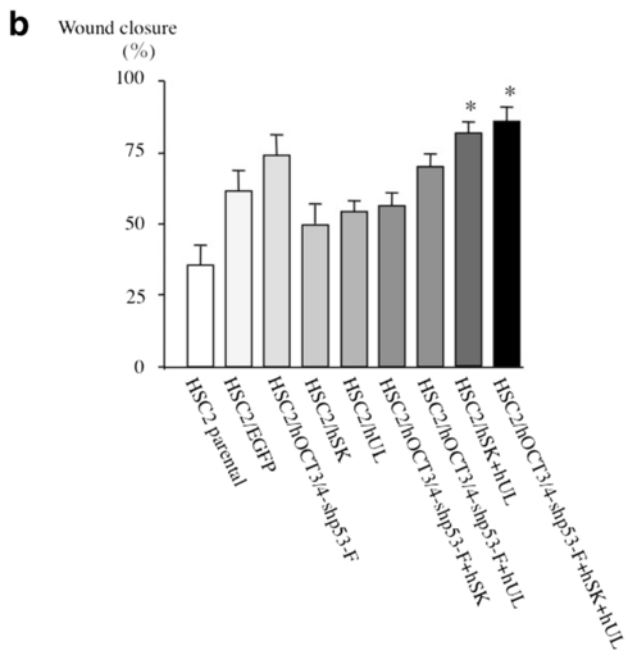 b
Wound closure
(%)
100
75
50
25
0
*
*
HSC2 parental
HSC2/EGFP
HSC2/hOCT3/4-shp53-F
HSC2/hSK
HSC2/hUL
HSC2/hOCT3/4-shp53-F+hSK
HSC2/hOCT3/4-shp53-F+hUL
HSC2/hSK+hUL
HSC2/hOCT3/4-shp53-F+hSK+hUL